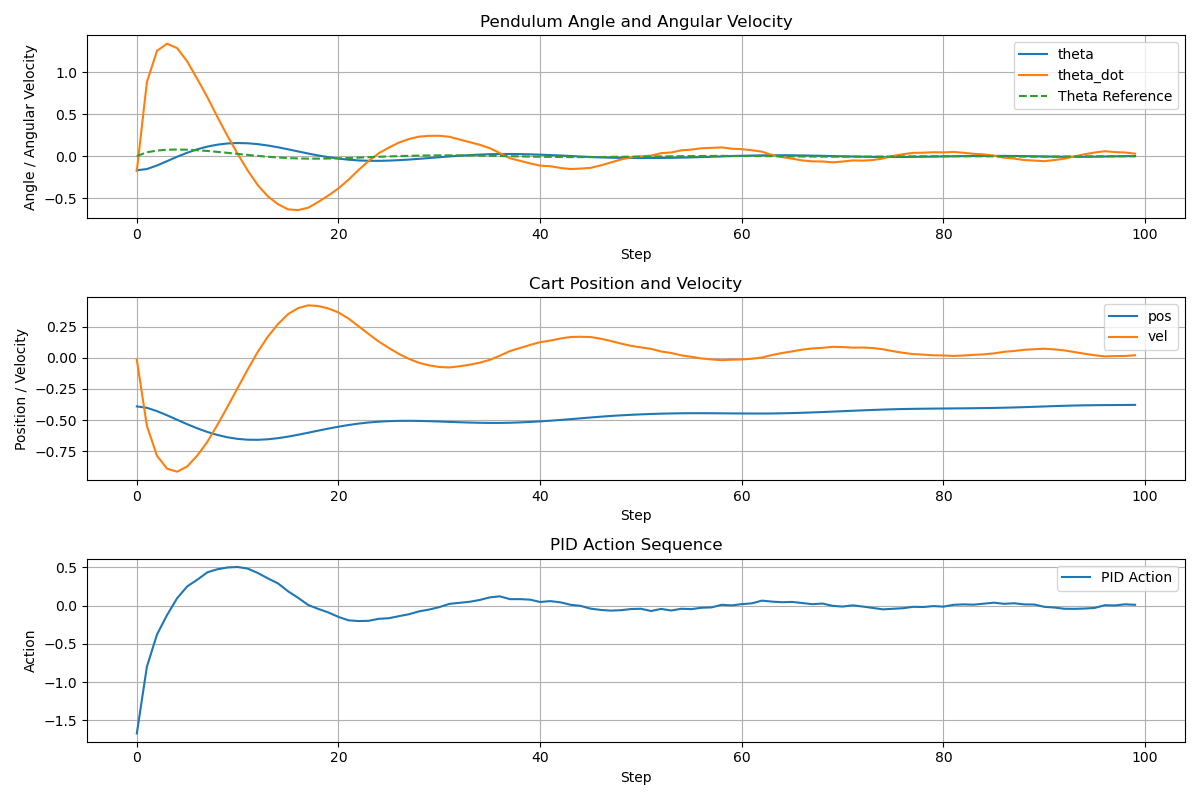 Pendulum Angle and Angular Velocity
Angle / Angular Velocity
1.0
0.5
0.0
−0.5
theta
theta_dot
Theta Reference
0 20 40 60 80 100
Step
Cart Position and Velocity
Position / Velocity
0.25
0.00
−0.25
−0.50
−0.75
pos
vel
0 20 40 60 80 100
Step
PID Action Sequence
Action
0.5
0.0
−0.5
−1.0
−1.5
PID Action
0 20 40 60 80 100
Step